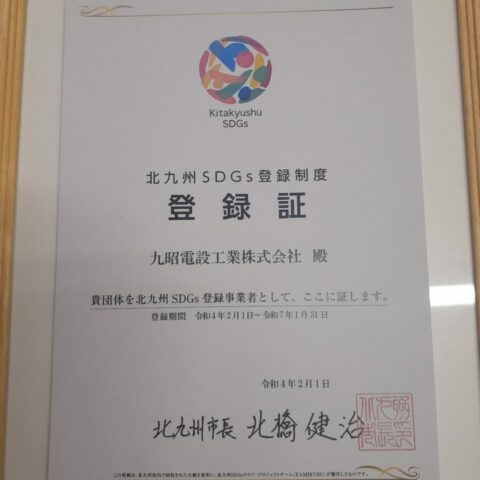 Kitakyushu
SDGs
北九州SDGs登録制度
登録証
九昭電設工業株式会社 殿
貴団体を北九州SDGs登録事業者として、ここに証します。
登録期間 令和4年2月1日~令和7年1月31日
令和4年2月1日
北九州市長 北橋健治